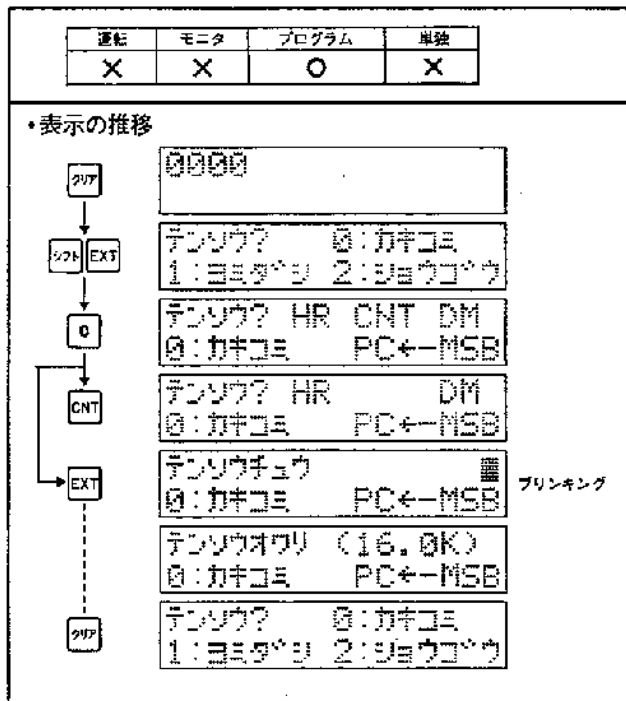 運転 モニタ プログラム 単独
× × ○ ×
・表示の推移
クリア
0000
シフト EXT
テンソウ? 0:カキコミ
1:ヨミダシ 2:ショウゴウ
0
テンソウ? HR CNT DM
0:カキコミ PC←MSB
CNT
テンソウ? HR DM
0:カキコミ PC←MSB
EXT
テンソウチュウ ブリンキング
0:カキコミ PC←MSB
テンソウオワリ (16.0K)
0:カキコミ PC←MSB
クリア
テンソウ? 0:カキコミ
1:ヨミダシ 2:ショウゴウ